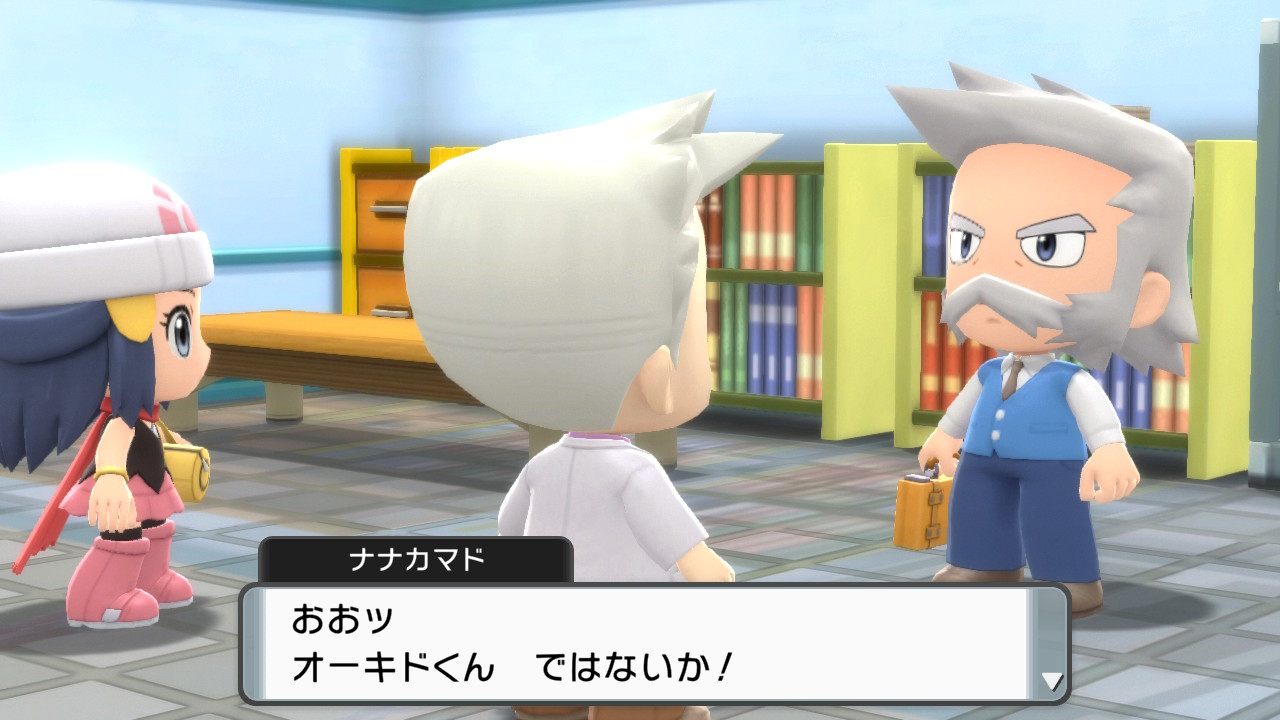 ナナカマド
おおッ
オーキドくん　ではないか！